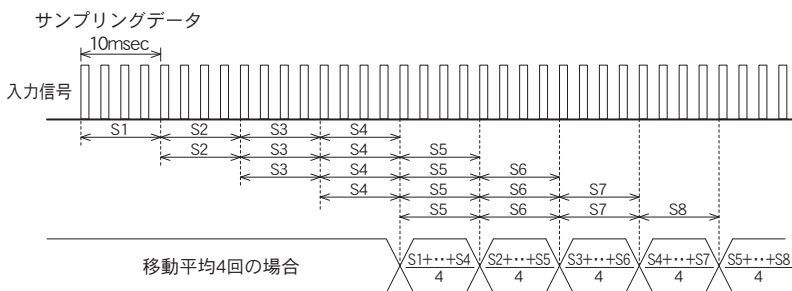 サンプリングデータ
10msec
入力信号
S1 S2 S3 S4
S2 S3 S4 S5
S3 S4 S5 S6
S4 S5 S6 S7
S5 S6 S7 S8
移動平均4回の場合
S1+‥+S4 S2+‥+S5 S3+‥+S6 S4+‥+S7 S5+‥+S8
4 4 4 4 4